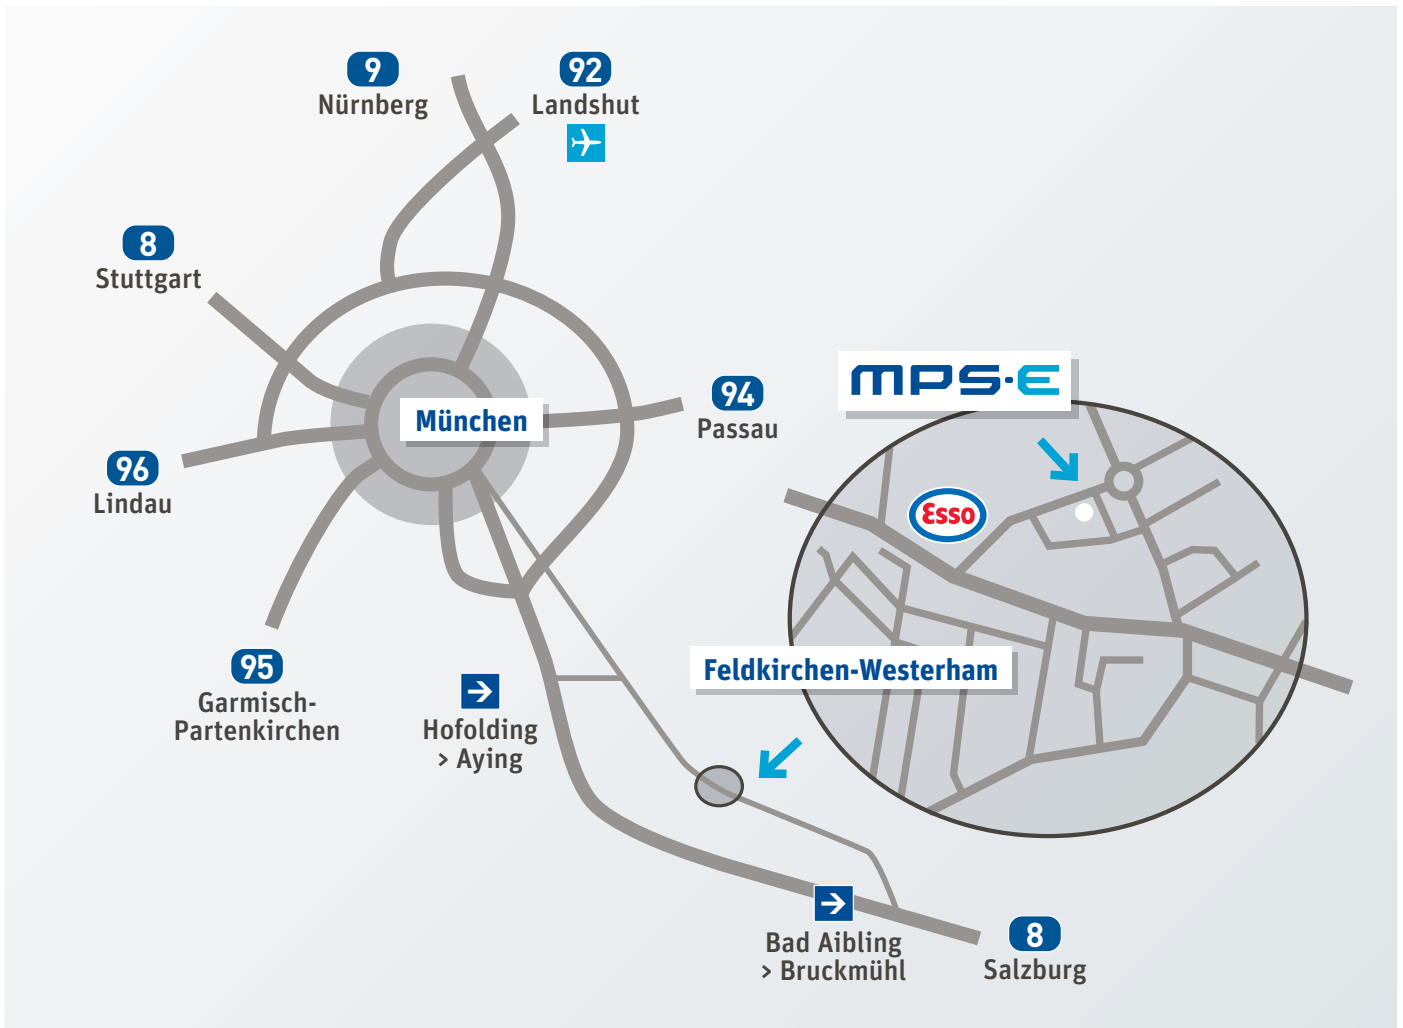 9
Nürnberg
92
Landshut
8
Stuttgart
MPS-E
94
Passau
München
96
Lindau
Esso
95
Garmisch-
Partenkirchen
Feldkirchen-Westerham
Hofolding
> Aying
Bad Aibling
> Bruckmühl
8
Salzburg